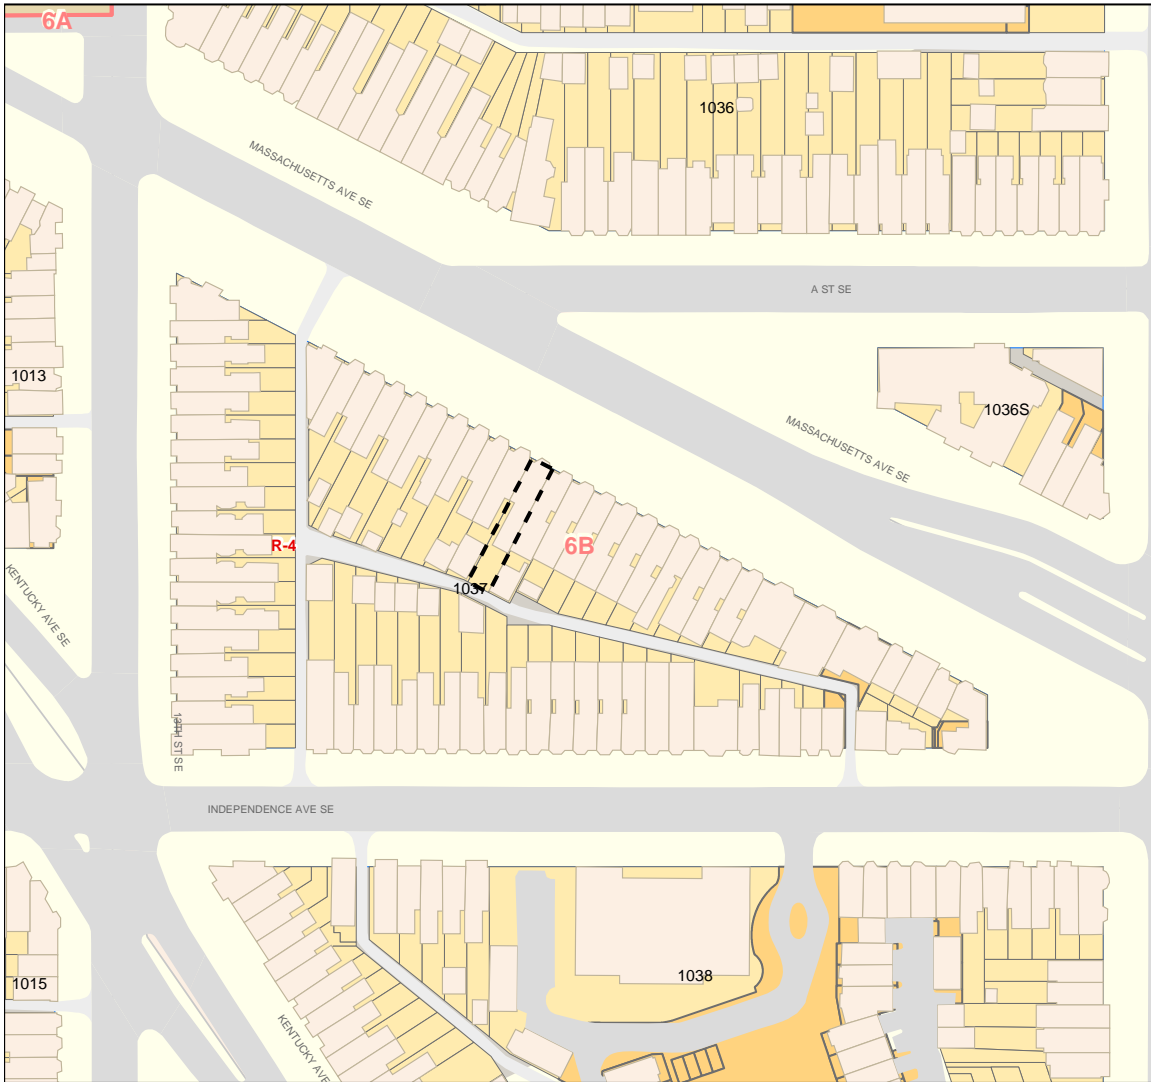 6A
1036
MASSACHUSETTS AVE SE
A ST SE
1013
1036S
MASSACHUSETTS AVE SE
R-4
6B
1037
KENTUCKY AVE SE
13TH ST SE
INDEPENDENCE AVE SE
1038
1015
KENTUCKY AVE